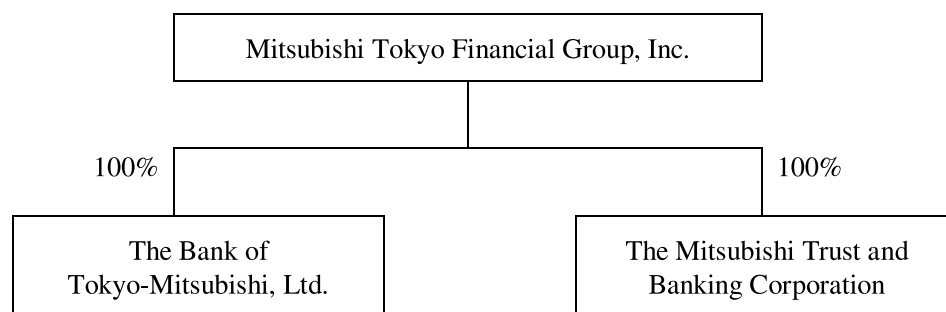 Mitsubishi Tokyo Financial Group, Inc.
100%
100%
The Bank of
Tokyo-Mitsubishi, Ltd.
The Mitsubishi Trust and
Banking Corporation